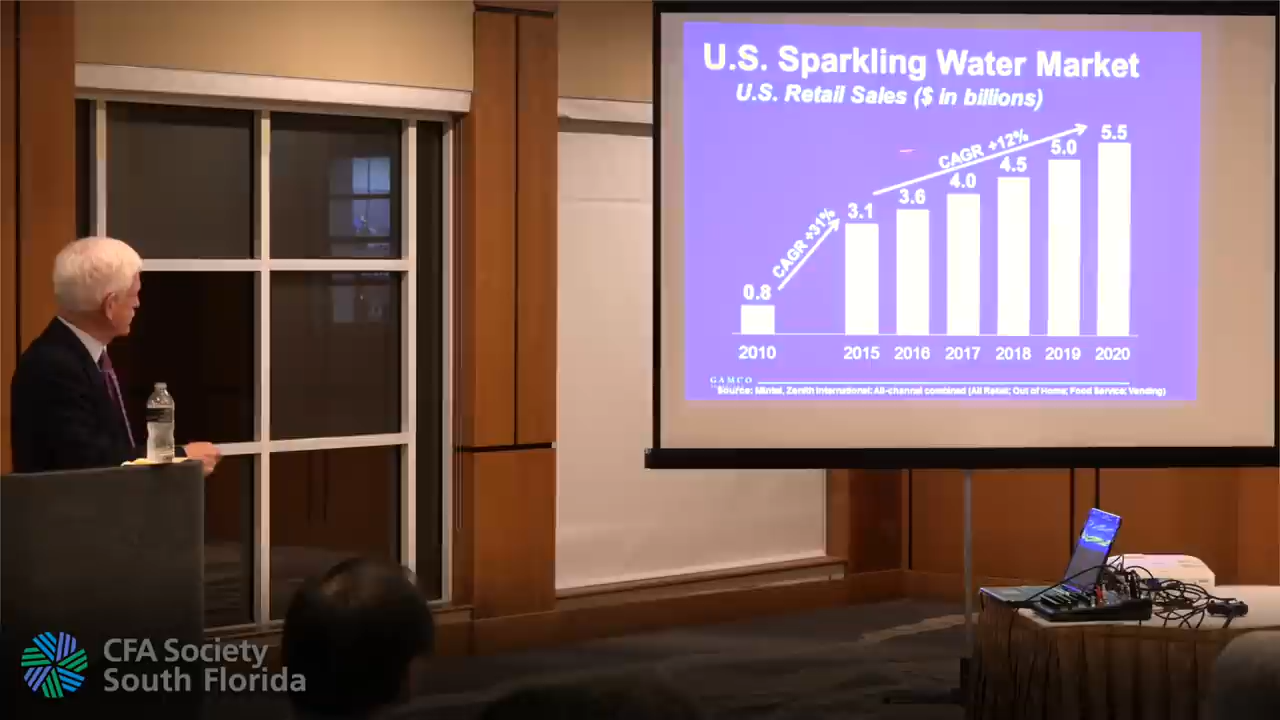 U.S. Sparkling Water Market
U.S. Retail Sales ($ in billions)
CAGR +31%
CAGR +12%
0.8
3.1
3.6
4.0
4.5
5.0
5.5
2010 2015 2016 2017 2018 2019 2020
GAMCO
Source: Mintel, Zenith International: All-channel combined (All Retail; Out of Home; Food Service; Vending)
CFA Society
South Florida